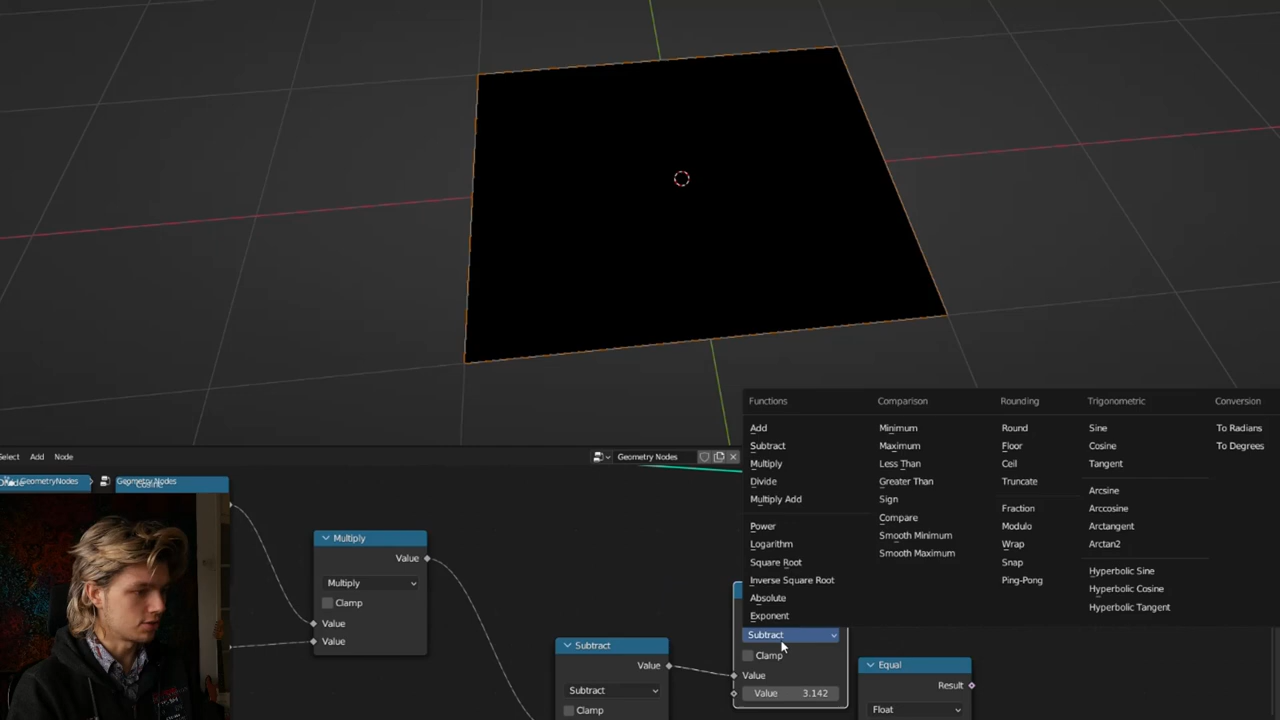 Functions Comparison Rounding Trigonometric Conversion
Add Minimum Round Sine To Radians
Subtract Maximum Floor Cosine To Degrees
Multiply Less Than Ceil Tangent
Divide Greater Than Truncate
Multiply Add Sign Fraction Arcsine
Power Compare Modulo Arccosine
Logarithm Smooth Minimum Wrap Arctangent
Square Root Smooth Maximum Snap Arctan2
Inverse Square Root Ping-Pong Hyperbolic Sine
Absolute Hyperbolic Cosine
Exponent Hyperbolic Tangent
Subtract
Clamp
Value
Value 3.142
elect Add Node Geometry Nodes
GeometryNodes Geometry Nodes
Multiply
Value
Multiply
Clamp
Value
Value
Subtract
Value
Subtract
Clamp
Equal
Result
Float